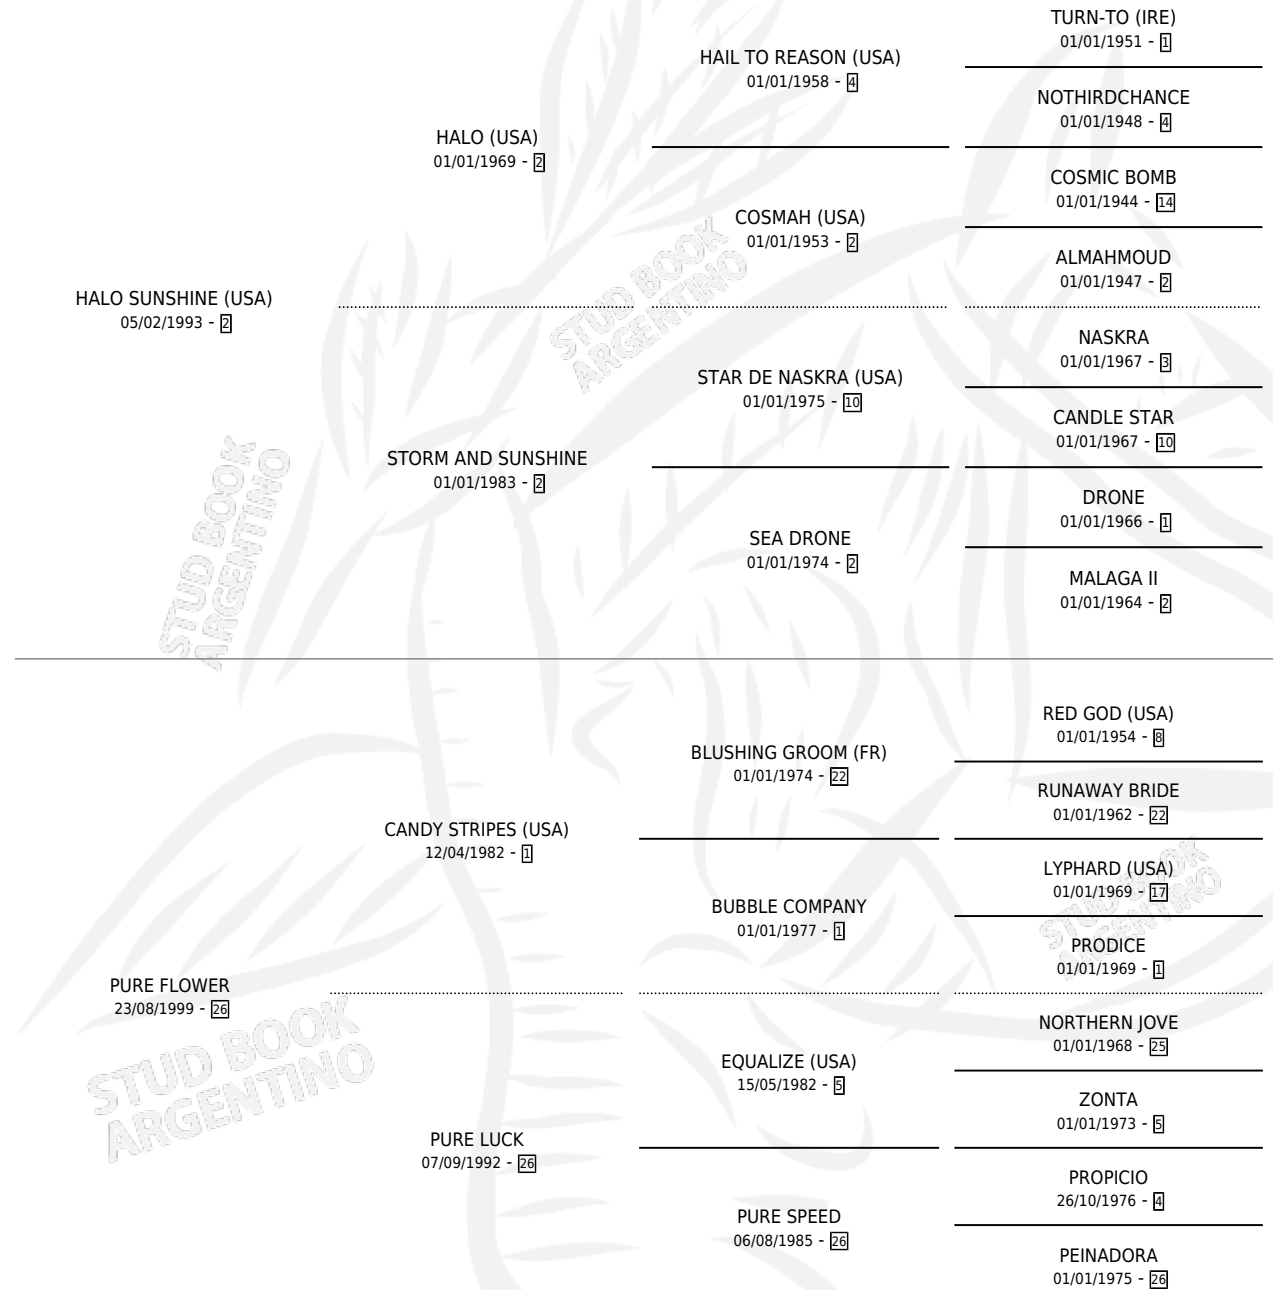 TURN-TO (IRE)
01/01/1951 - 1
HAIL TO REASON (USA)
01/01/1958 - 4
NOTHIRDCHANCE
01/01/1948 - 4
HALO (USA)
01/01/1969 - 2
COSMIC BOMB
01/01/1944 - 14
COSMAH (USA)
01/01/1953 - 2
ALMAHMOUD
01/01/1947 - 2
HALO SUNSHINE (USA)
05/02/1993 - 2
STUD BOOK
ARGENTINO
NASKRA
01/01/1967 - 3
STAR DE NASKRA (USA)
01/01/1975 - 10
CANDLE STAR
01/01/1967 - 10
STORM AND SUNSHINE
01/01/1983 - 2
DRONE
01/01/1966 - 1
SEA DRONE
01/01/1974 - 2
MALAGA II
01/01/1964 - 2
STUD BOOK
ARGENTINO
RED GOD (USA)
01/01/1954 - 8
BLUSHING GROOM (FR)
01/01/1974 - 22
RUNAWAY BRIDE
01/01/1962 - 22
CANDY STRIPES (USA)
12/04/1982 - 1
LYPHARD (USA)
01/01/1969 - 17
BUBBLE COMPANY
01/01/1977 - 1
STUD BOOK
ARGENTINO
PRODICE
01/01/1969 - 1
PURE FLOWER
23/08/1999 - 26
NORTHERN JOVE
01/01/1968 - 25
STUD BOOK
ARGENTINO
EQUALIZE (USA)
15/05/1982 - 5
ZONTA
01/01/1973 - 5
PURE LUCK
07/09/1992 - 26
PROPICIO
26/10/1976 - 4
PURE SPEED
06/08/1985 - 26
PEINADORA
01/01/1975 - 26